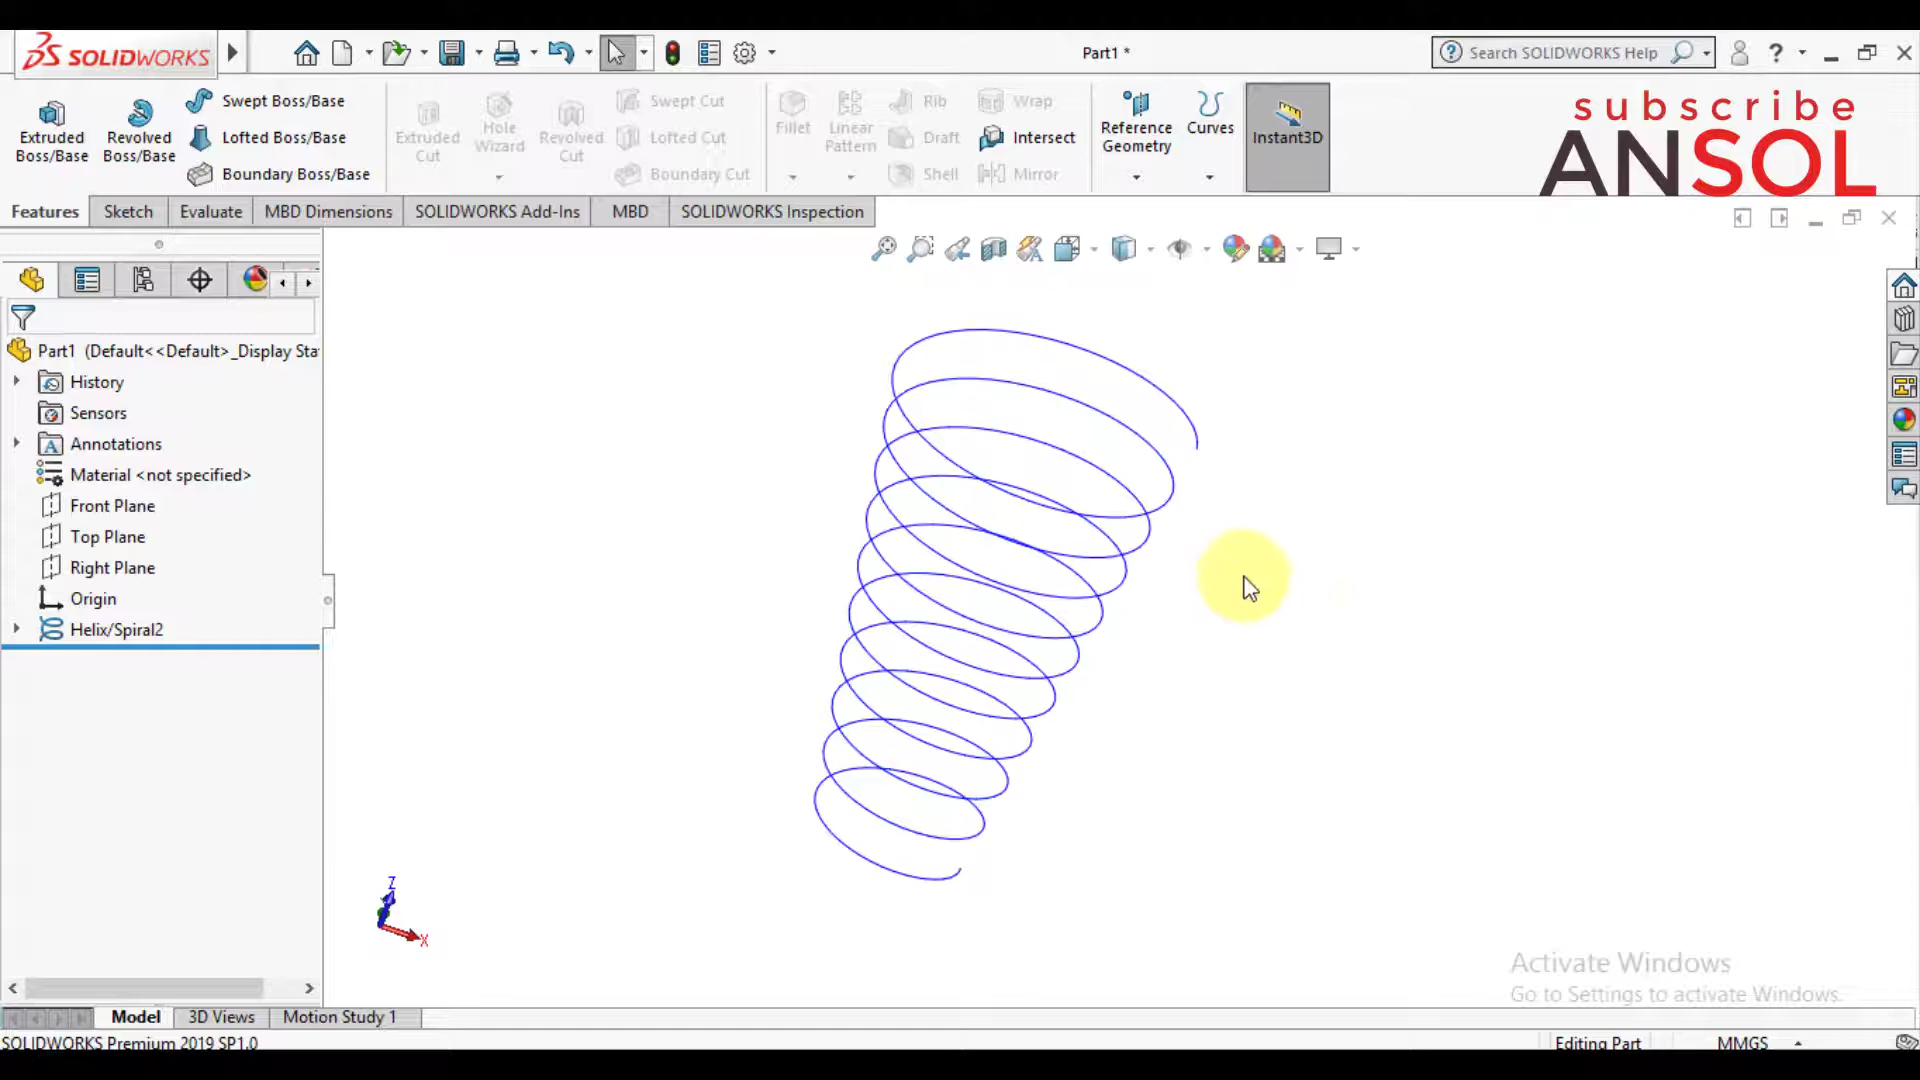 SOLIDWORKS
Part1 *
Search SOLIDWORKS Help
subscribe
ANSOL
Extruded Boss/Base
Revolved Boss/Base
Swept Boss/Base
Lofted Boss/Base
Boundary Boss/Base
Extruded Cut
Hole Wizard
Revolved Cut
Swept Cut
Lofted Cut
Boundary Cut
Fillet
Linear Pattern
Rib
Draft
Shell
Wrap
Intersect
Mirror
Reference Geometry
Curves
Instant3D
Features
Sketch
Evaluate
MBD Dimensions
SOLIDWORKS Add-Ins
MBD
SOLIDWORKS Inspection
Part1 (Default<<Default>_Display Sta
History
Sensors
Annotations
Material <not specified>
Front Plane
Top Plane
Right Plane
Origin
Helix/Spiral2
Z
X
Activate Windows
Go to Settings to activate Windows.
Model
3D Views
Motion Study 1
SOLIDWORKS Premium 2019 SP1.0
Editing Part
MMGS